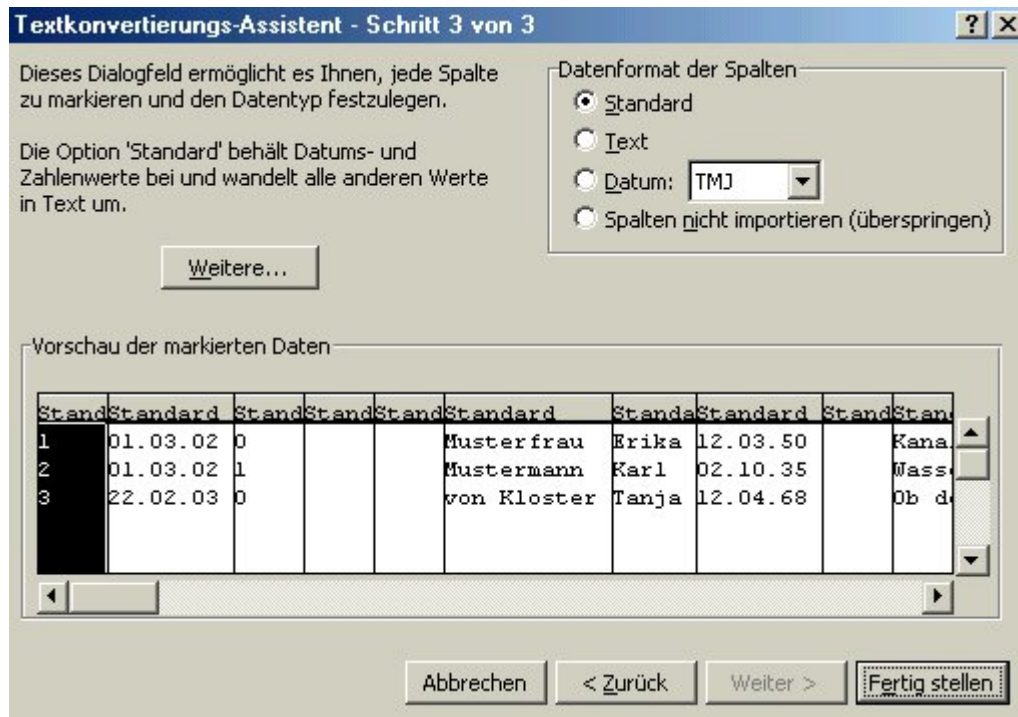 Textkonvertierungs-Assistent - Schritt 3 von 3
Dieses Dialogfeld ermöglicht es Ihnen, jede Spalte
zu markieren und den Datentyp festzulegen.
Die Option 'Standard' behält Datums- und
Zahlenwerte bei und wandelt alle anderen Werte
in Text um.
Weitere...
Datenformat der Spalten
Standard
Text
Datum: TMJ
Spalten nicht importieren (überspringen)
Vorschau der markierten Daten
Stand Standard Stand Stand Stand Standard Standa Standard Stand Stan
1 01.03.02 0 Musterfrau Erika 12.03.50 Kana
2 01.03.02 1 Mustermann Karl 02.10.35 Wass
3 22.02.03 0 von Kloster Tanja 12.04.68 Ob d
Abbrechen < Zurück Weiter > Fertig stellen